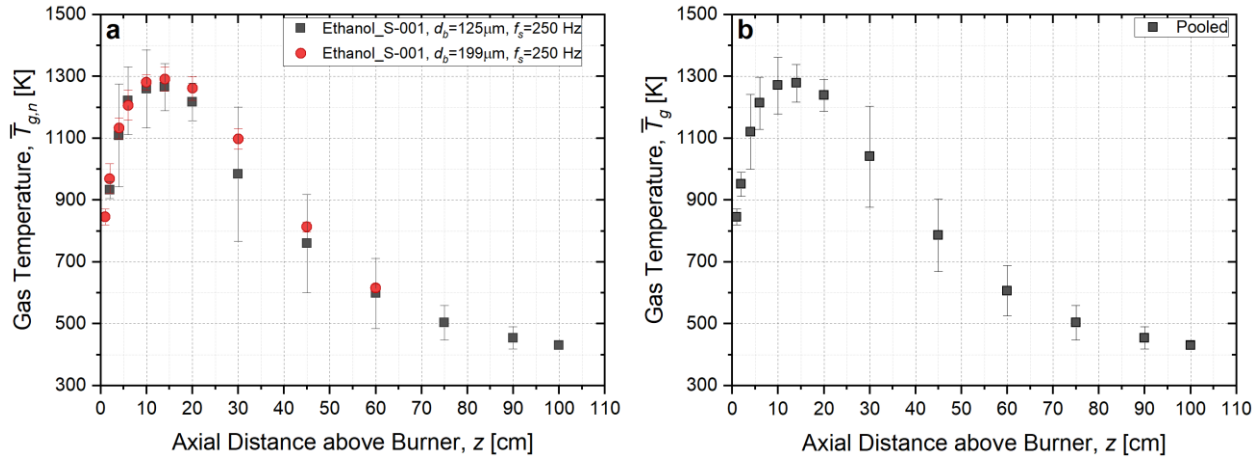 a
Ethanol_S-001, d_b=125μm, f_s=250 Hz
Ethanol_S-001, d_b=199μm, f_s=250 Hz
Gas Temperature, T̿_g,n [K]
1500
1300
1100
900
700
500
300
0 10 20 30 40 50 60 70 80 90 100 110
Axial Distance above Burner, z [cm]
b
Pooled
Gas Temperature, T̿_g [K]
1500
1300
1100
900
700
500
300
0 10 20 30 40 50 60 70 80 90 100 110
Axial Distance above Burner, z [cm]